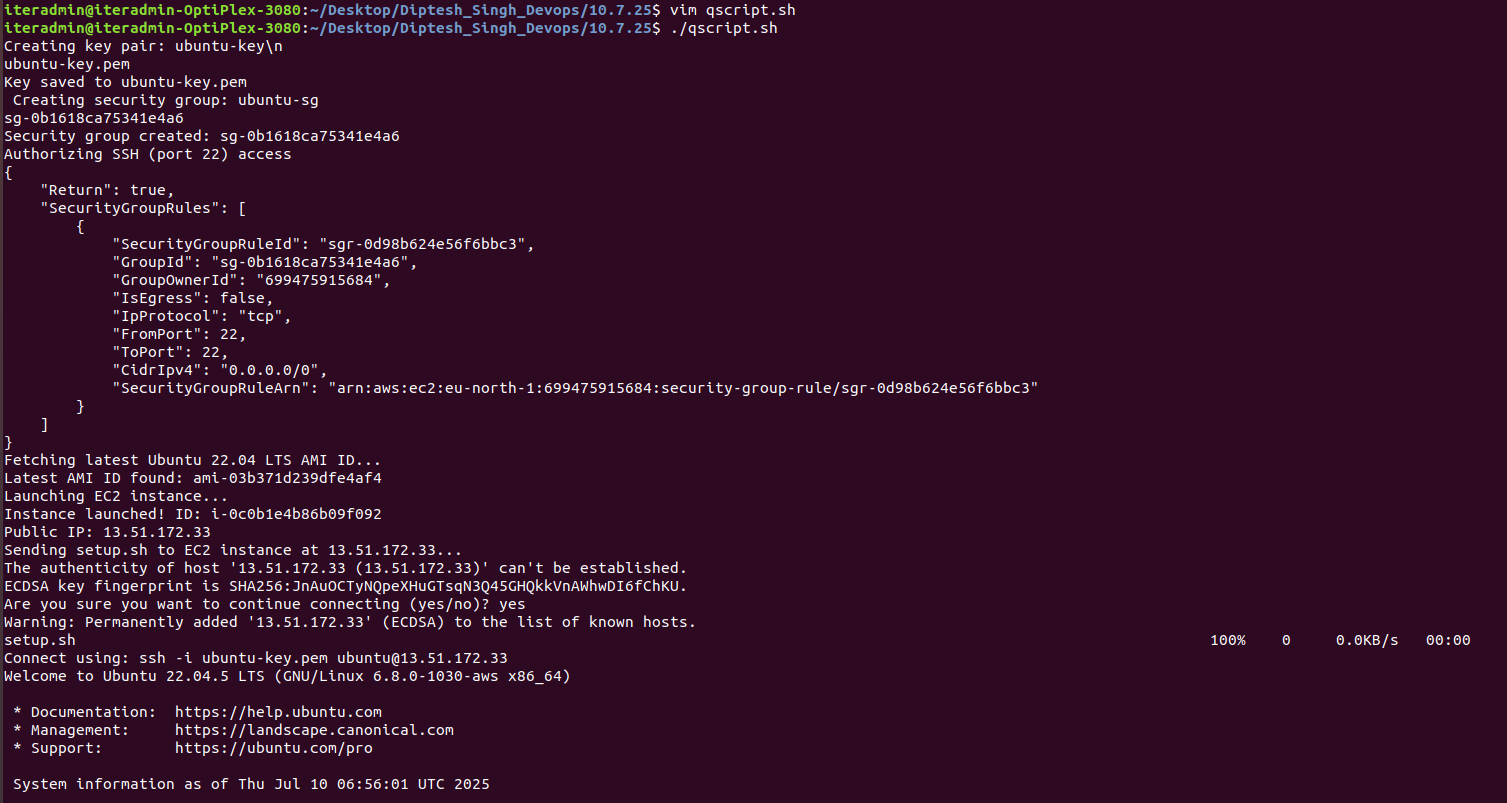 iteradmin@iteradmin-OptiPlex-3080:~/Desktop/Diptesh_Singh_Devops/10.7.25$ vim qscript.sh
iteradmin@iteradmin-OptiPlex-3080:~/Desktop/Diptesh_Singh_Devops/10.7.25$ ./qscript.sh
Creating key pair: ubuntu-key\n
ubuntu-key.pem
Key saved to ubuntu-key.pem
 Creating security group: ubuntu-sg
sg-0b1618ca75341e4a6
Security group created: sg-0b1618ca75341e4a6
Authorizing SSH (port 22) access
{
    "Return": true,
    "SecurityGroupRules": [
        {
            "SecurityGroupRuleId": "sgr-0d98b624e56f6bbc3",
            "GroupId": "sg-0b1618ca75341e4a6",
            "GroupOwnerId": "699475915684",
            "IsEgress": false,
            "IpProtocol": "tcp",
            "FromPort": 22,
            "ToPort": 22,
            "CidrIpv4": "0.0.0.0/0",
            "SecurityGroupRuleArn": "arn:aws:ec2:eu-north-1:699475915684:security-group-rule/sgr-0d98b624e56f6bbc3"
        }
    ]
}
Fetching latest Ubuntu 22.04 LTS AMI ID...
Latest AMI ID found: ami-03b371d239dfe4af4
Launching EC2 instance...
Instance launched! ID: i-0c0b1e4b86b09f092
Public IP: 13.51.172.33
Sending setup.sh to EC2 instance at 13.51.172.33...
The authenticity of host '13.51.172.33 (13.51.172.33)' can't be established.
ECDSA key fingerprint is SHA256:JnAuOCTyNQpeXHuGTsqN3Q45GHQkkVnAWhwDI6fChKU.
Are you sure you want to continue connecting (yes/no)? yes
Warning: Permanently added '13.51.172.33' (ECDSA) to the list of known hosts.
setup.sh 100% 0 0.0KB/s 00:00
Connect using: ssh -i ubuntu-key.pem ubuntu@13.51.172.33
Welcome to Ubuntu 22.04.5 LTS (GNU/Linux 6.8.0-1030-aws x86_64)

 * Documentation:  https://help.ubuntu.com
 * Management:     https://landscape.canonical.com
 * Support:        https://ubuntu.com/pro

 System information as of Thu Jul 10 06:56:01 UTC 2025